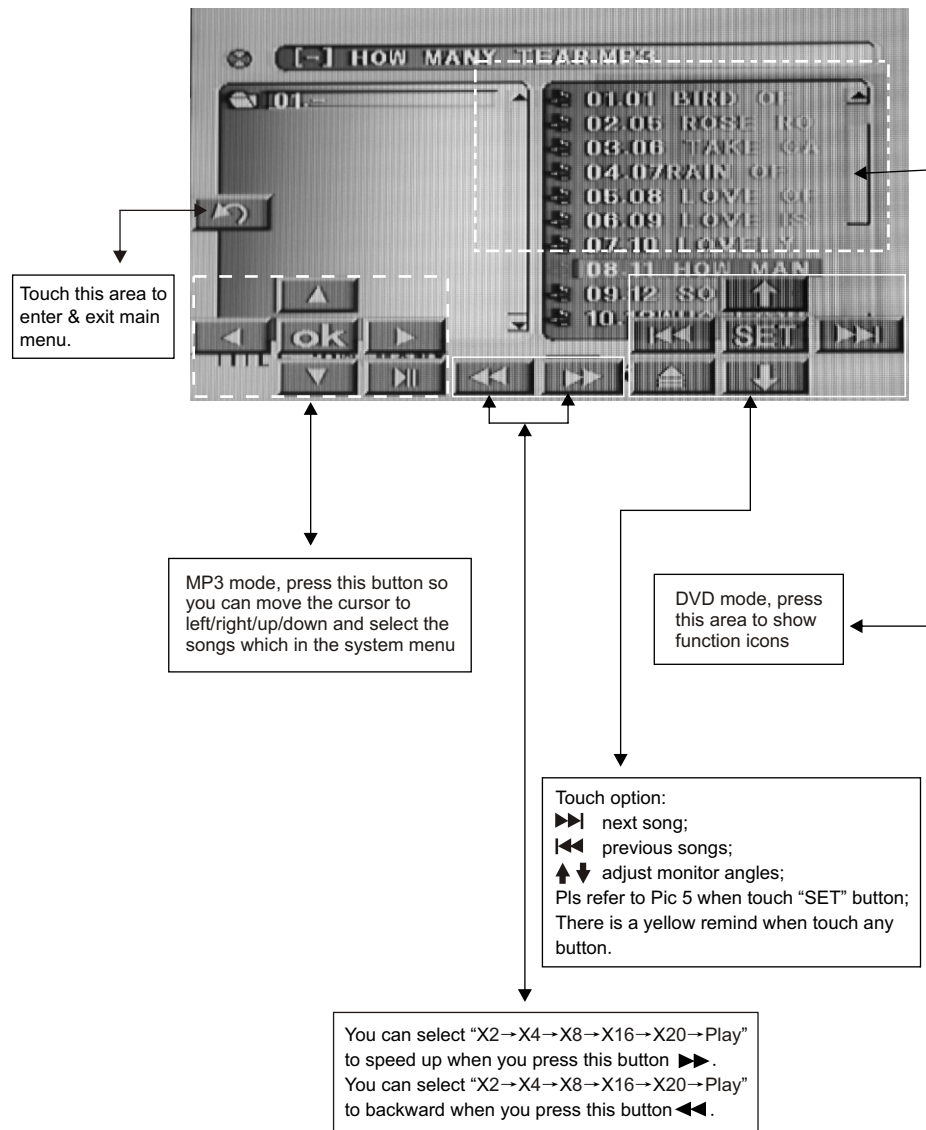 [-] HOW MANY TEAR.MP3
01.
01.01 BIRD OF
02.05 ROSE RO
03.06 TAKE CA
04.07RAIN OF
05.08 LOVE OF
06.09 LOVE IS
07.10 LOVELY
08.11 HOW MAN
09.12 SO
10.
ok
SET
Touch this area to
enter & exit main
menu.
MP3 mode, press this button so
you can move the cursor to
left/right/up/down and select the
songs which in the system menu
DVD mode, press
this area to show
function icons
Touch option:
▶▶| next song;
|◀◀ previous songs;
⬆⬇ adjust monitor angles;
Pls refer to Pic 5 when touch “SET” button;
There is a yellow remind when touch any
button.
You can select “X2→X4→X8→X16→X20→Play”
to speed up when you press this button ▶▶.
You can select “X2→X4→X8→X16→X20→Play”
to backward when you press this button ◀◀.